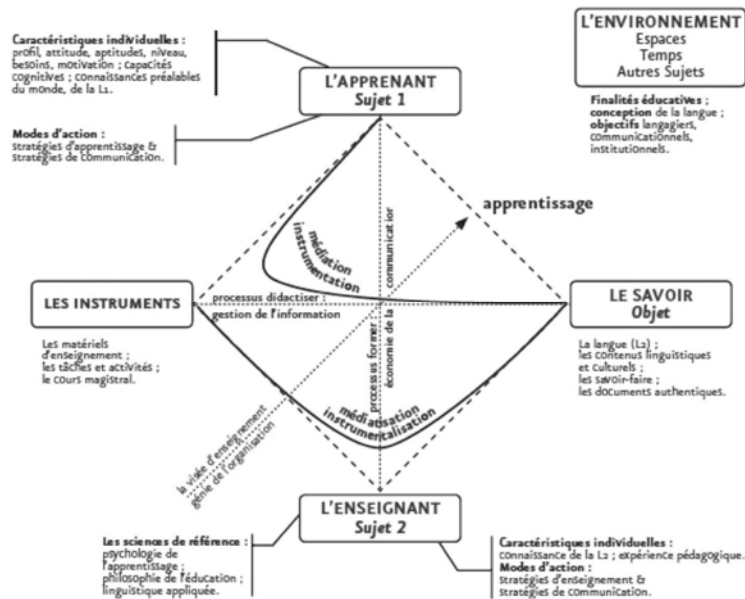 Caractéristiques individuelles :
profil, attitude, aptitudes, niveau,
besoins, motivation ; capacités
cognitives ; connaissances préalables
du monde, de la L1.
Modes d'action :
stratégies d'apprentissage &
stratégies de communication.
L'APPRENANT
Sujet 1
L'ENVIRONNEMENT
Espaces
Temps
Autres Sujets
Finalités éducatives ;
conception de la langue ;
objectifs langagiers,
communicationnels,
institutionnels.
apprentissage
médiation
instrumentation
processus former :
économie de la communication
LES INSTRUMENTS
processus didactiser :
gestion de l'information
LE SAVOIR
Objet
Les matériels
d'enseignement ;
les tâches et activités ;
le cours magistral.
La langue (L2) ;
les contenus linguistiques
et culturels ;
les savoir-faire ;
les documents authentiques.
médiatisation
instrumentalisation
la visée d'enseignement
génie de l'organisation
L'ENSEIGNANT
Sujet 2
Les sciences de référence :
psychologie de
l'apprentissage ;
philosophie de l'éducation ;
linguistique appliquée.
Caractéristiques individuelles :
connaissance de la L2 ; expérience pédagogique.
Modes d'action :
stratégies d'enseignement &
stratégies de communication.